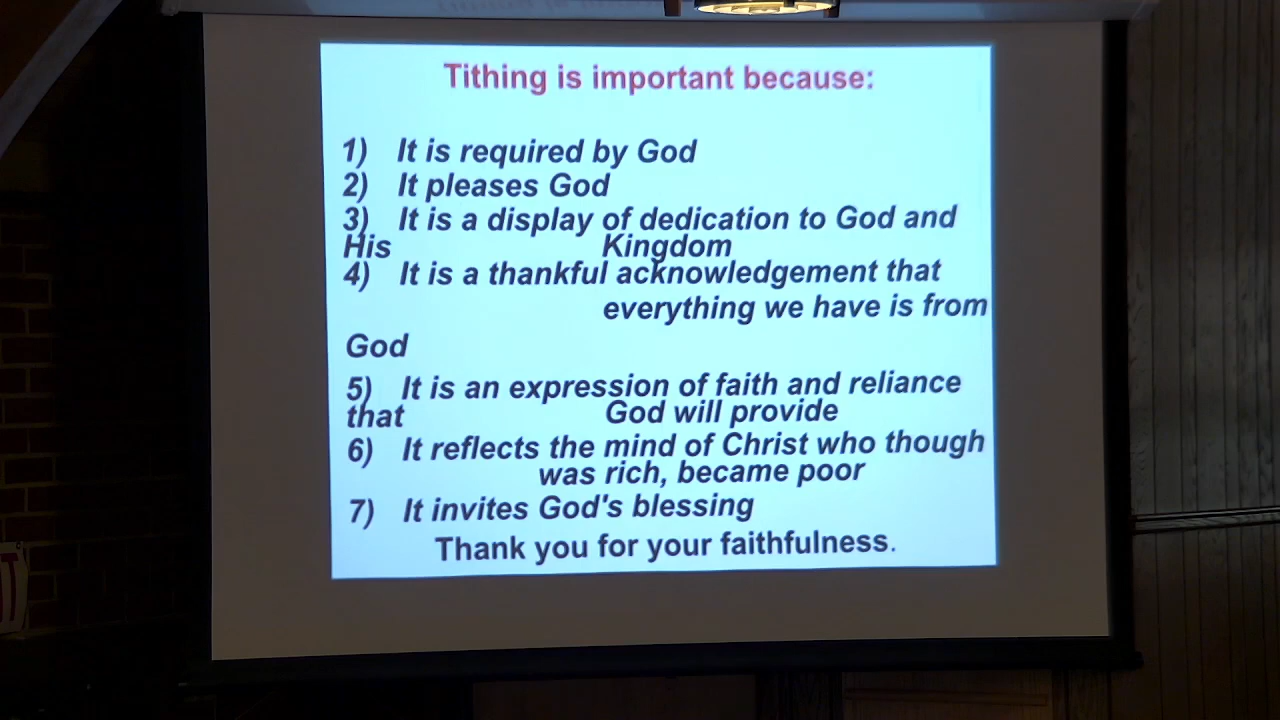 Tithing is important because:
1) It is required by God
2) It pleases God
3) It is a display of dedication to God and
His Kingdom
4) It is a thankful acknowledgement that
everything we have is from
God
5) It is an expression of faith and reliance
that God will provide
6) It reflects the mind of Christ who though
was rich, became poor
7) It invites God's blessing
Thank you for your faithfulness.